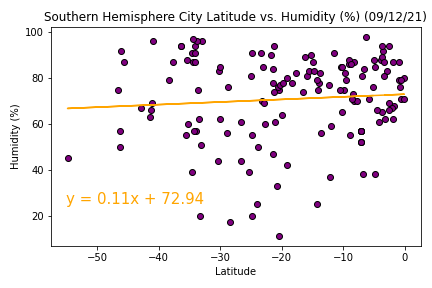 Southern Hemisphere City Latitude vs. Humidity (%) (09/12/21)
100
80
60
40
20
Humidity (%)
y = 0.11x + 72.94
−50
−40
−30
−20
−10
0
Latitude